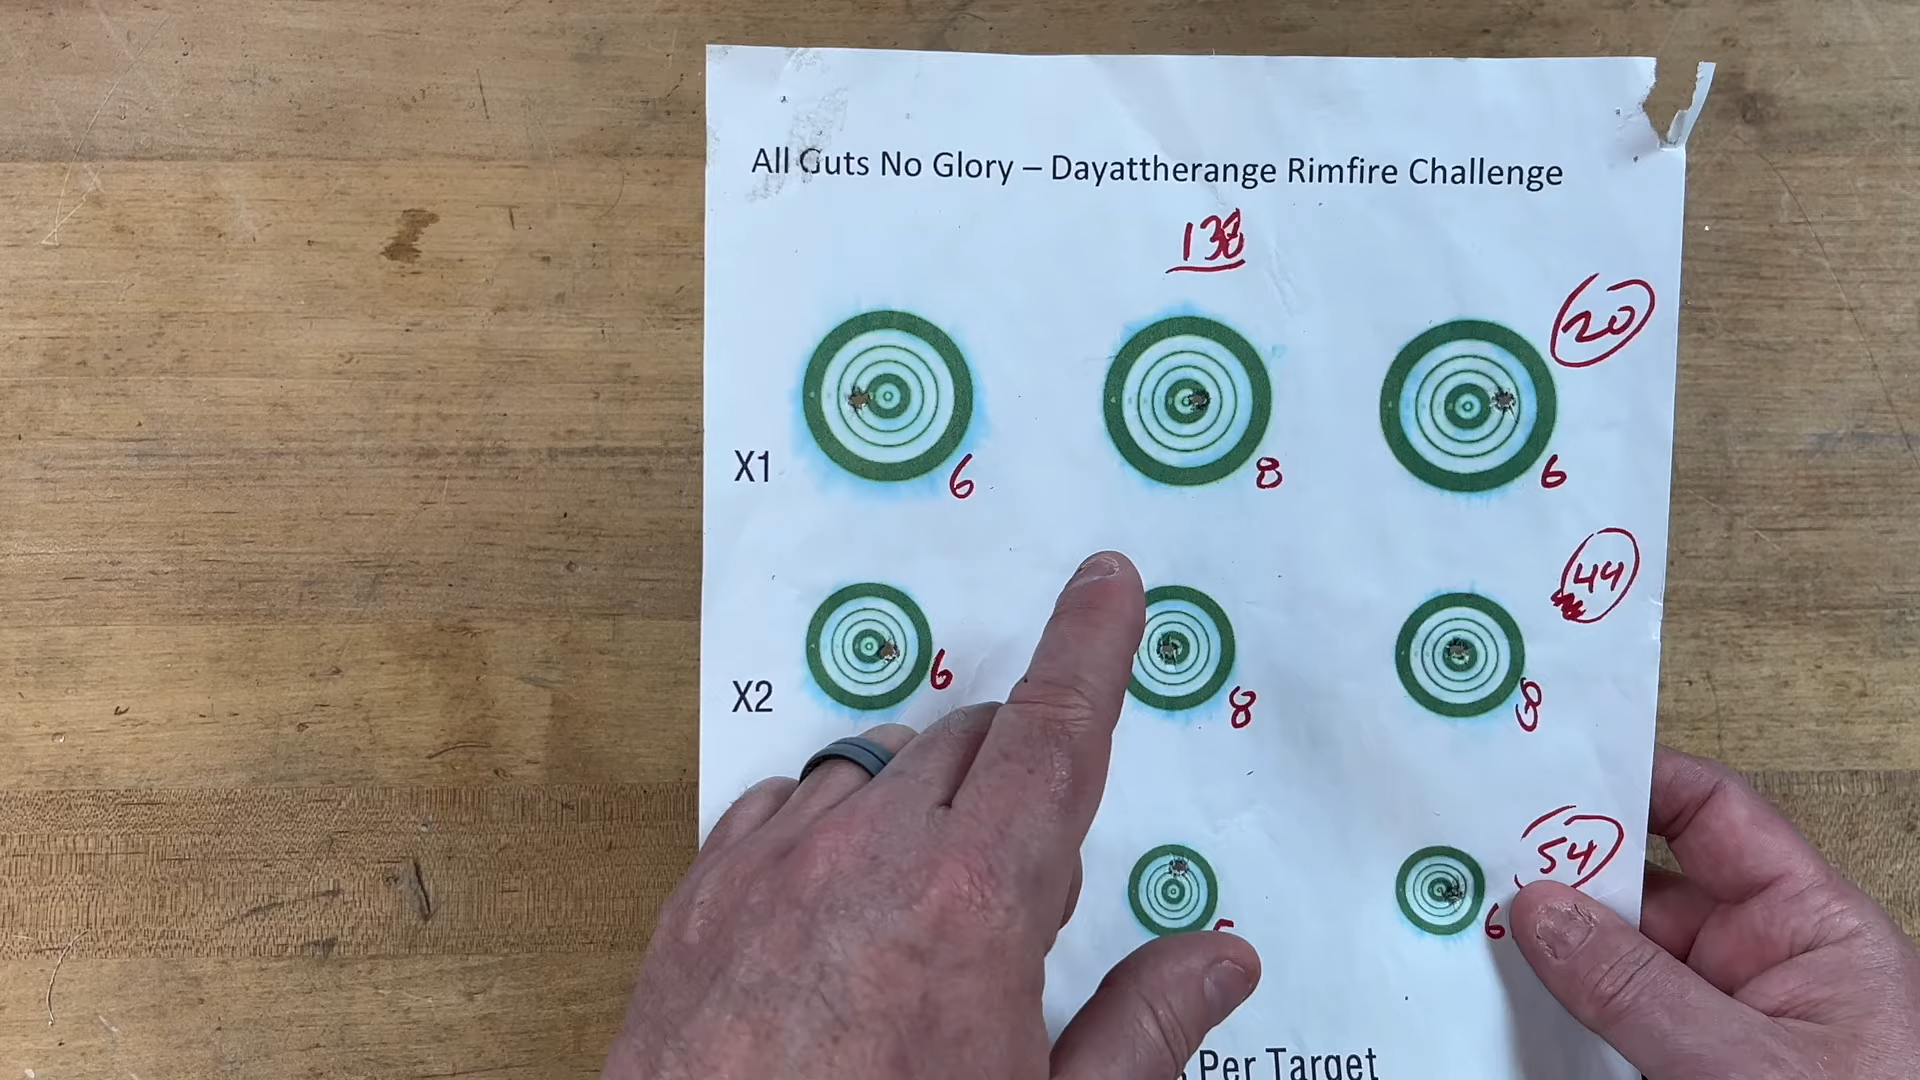 All Guts No Glory – Dayattherange Rimfire Challenge
138
20
X1 6 8 6
44
X2 6 8 8
54
6
Per Target